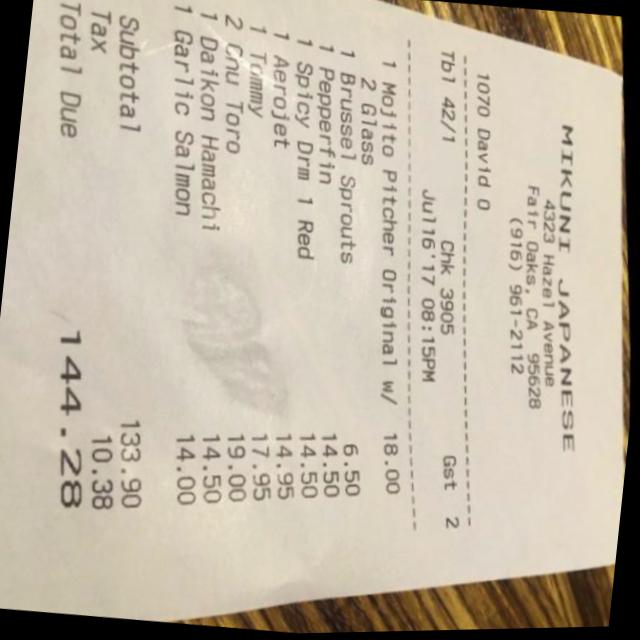 MIKUNI JAPANESE
4323 Hazel Avenue
Fair Oaks, CA 95628
(916) 961-2112
1070 David O
Tbl 42/1 Chk 3905 Gst 2
Jul16'17 08:15PM
1 Mojito Pitcher Original w/ 18.00
2 Glass
1 Brussel Sprouts 6.50
1 Pepperfin 14.50
1 Spicy Drm 1 Red 14.50
1 Aerojet 14.95
1 Tommy 17.95
2 Chu Toro 19.00
1 Daikon Hamachi 14.50
1 Garlic Salmon 14.00
Subtotal 133.90
Tax 10.38
Total Due 144.28